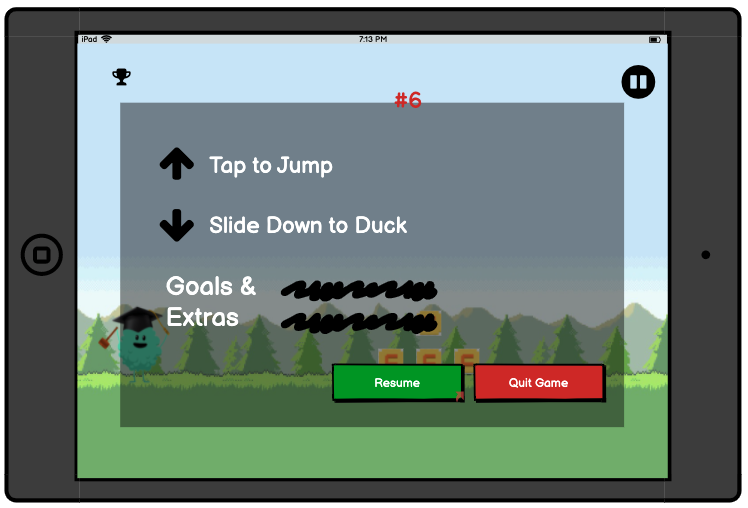 iPad 7:13 PM
#6
Tap to Jump
Slide Down to Duck
Goals &
Extras
Resume Quit Game